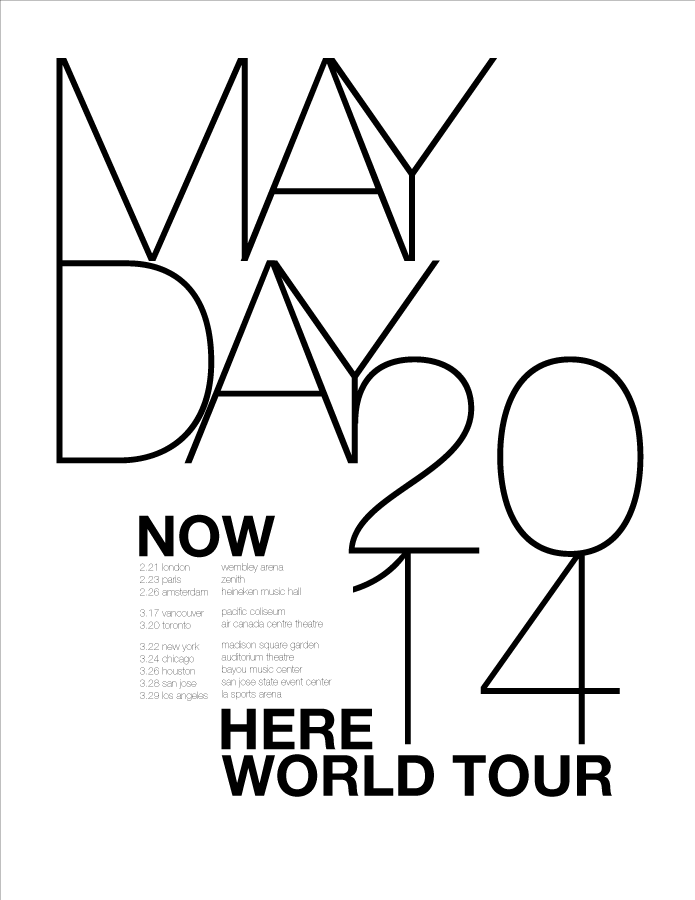 MAY
DAY
20
14
NOW
2.21 london wembley arena
2.23 paris zenith
2.26 amsterdam heineken music hall
3.17 vancouver pacific coliseum
3.20 toronto air canada centre theatre
3.22 new york madison square garden
3.24 chicago auditorium theatre
3.26 houston bayou music center
3.28 san jose san jose state event center
3.29 los angeles la sports arena
HERE
WORLD TOUR